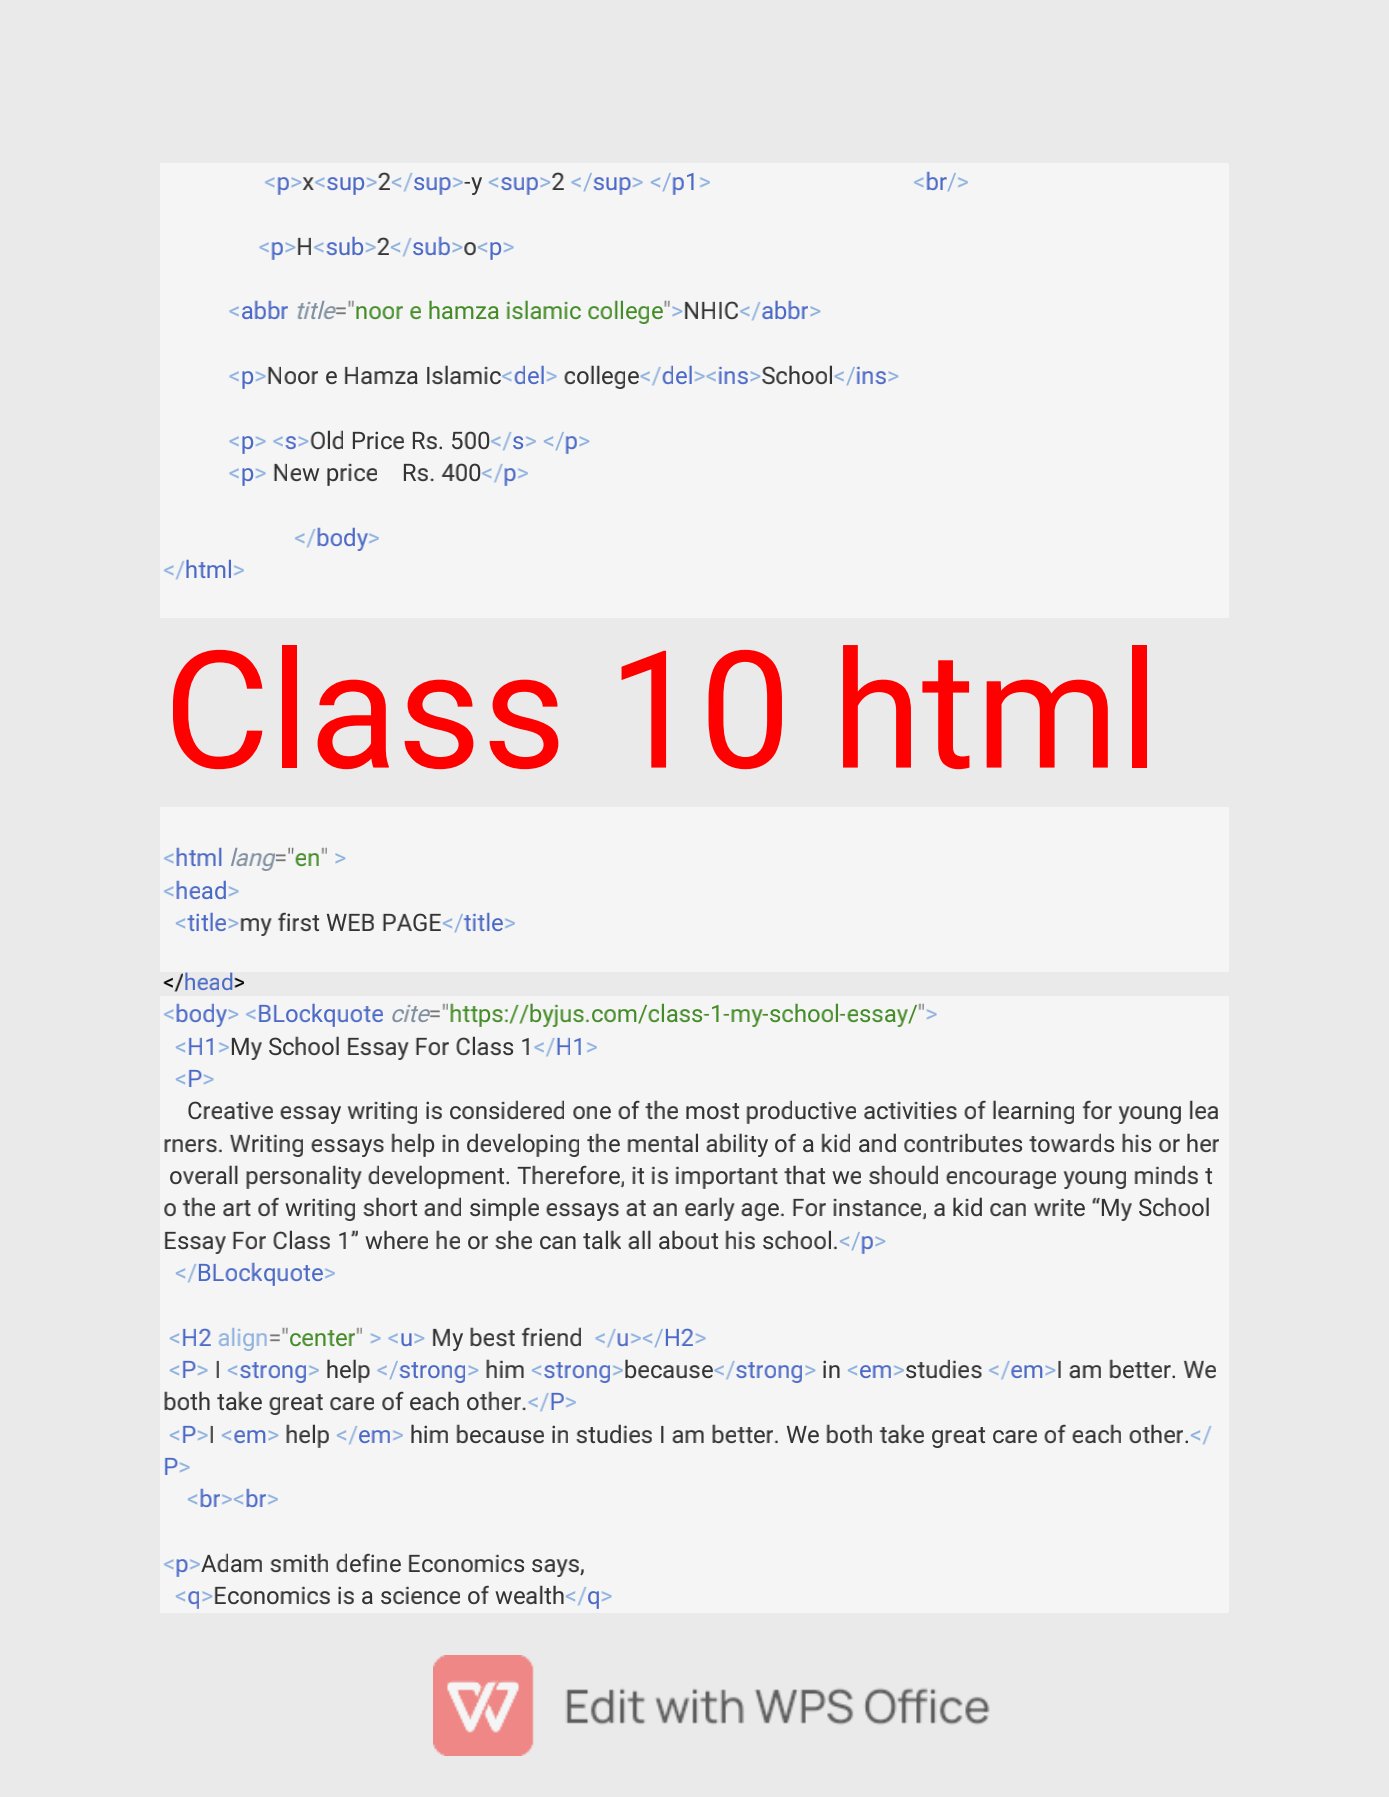 <p>x<sup>2</sup>-y <sup>2 </sup> </p1> <br/>
<p>H<sub>2</sub>o<p>
<abbr title="noor e hamza islamic college">NHIC</abbr>
<p>Noor e Hamza Islamic<del> college</del><ins>School</ins>
<p> <s>Old Price Rs. 500</s> </p>
<p> New price    Rs. 400</p>
</body>
</html>
Class 10 html
<html lang="en" >
<head>
<title>my first WEB PAGE</title>
</head>
<body> <BLockquote cite="https://byjus.com/class-1-my-school-essay/">
<H1>My School Essay For Class 1</H1>
<P>
Creative essay writing is considered one of the most productive activities of learning for young lea
rners. Writing essays help in developing the mental ability of a kid and contributes towards his or her
overall personality development. Therefore, it is important that we should encourage young minds t
o the art of writing short and simple essays at an early age. For instance, a kid can write “My School
Essay For Class 1” where he or she can talk all about his school.</p>
</BLockquote>
<H2 align="center" > <u> My best friend  </u></H2>
<P> I <strong> help </strong> him <strong>because</strong> in <em>studies </em>I am better. We
both take great care of each other.</P>
<P>I <em> help </em> him because in studies I am better. We both take great care of each other.</
P>
<br><br>
<p>Adam smith define Economics says,
<q>Economics is a science of wealth</q>
Edit with WPS Office